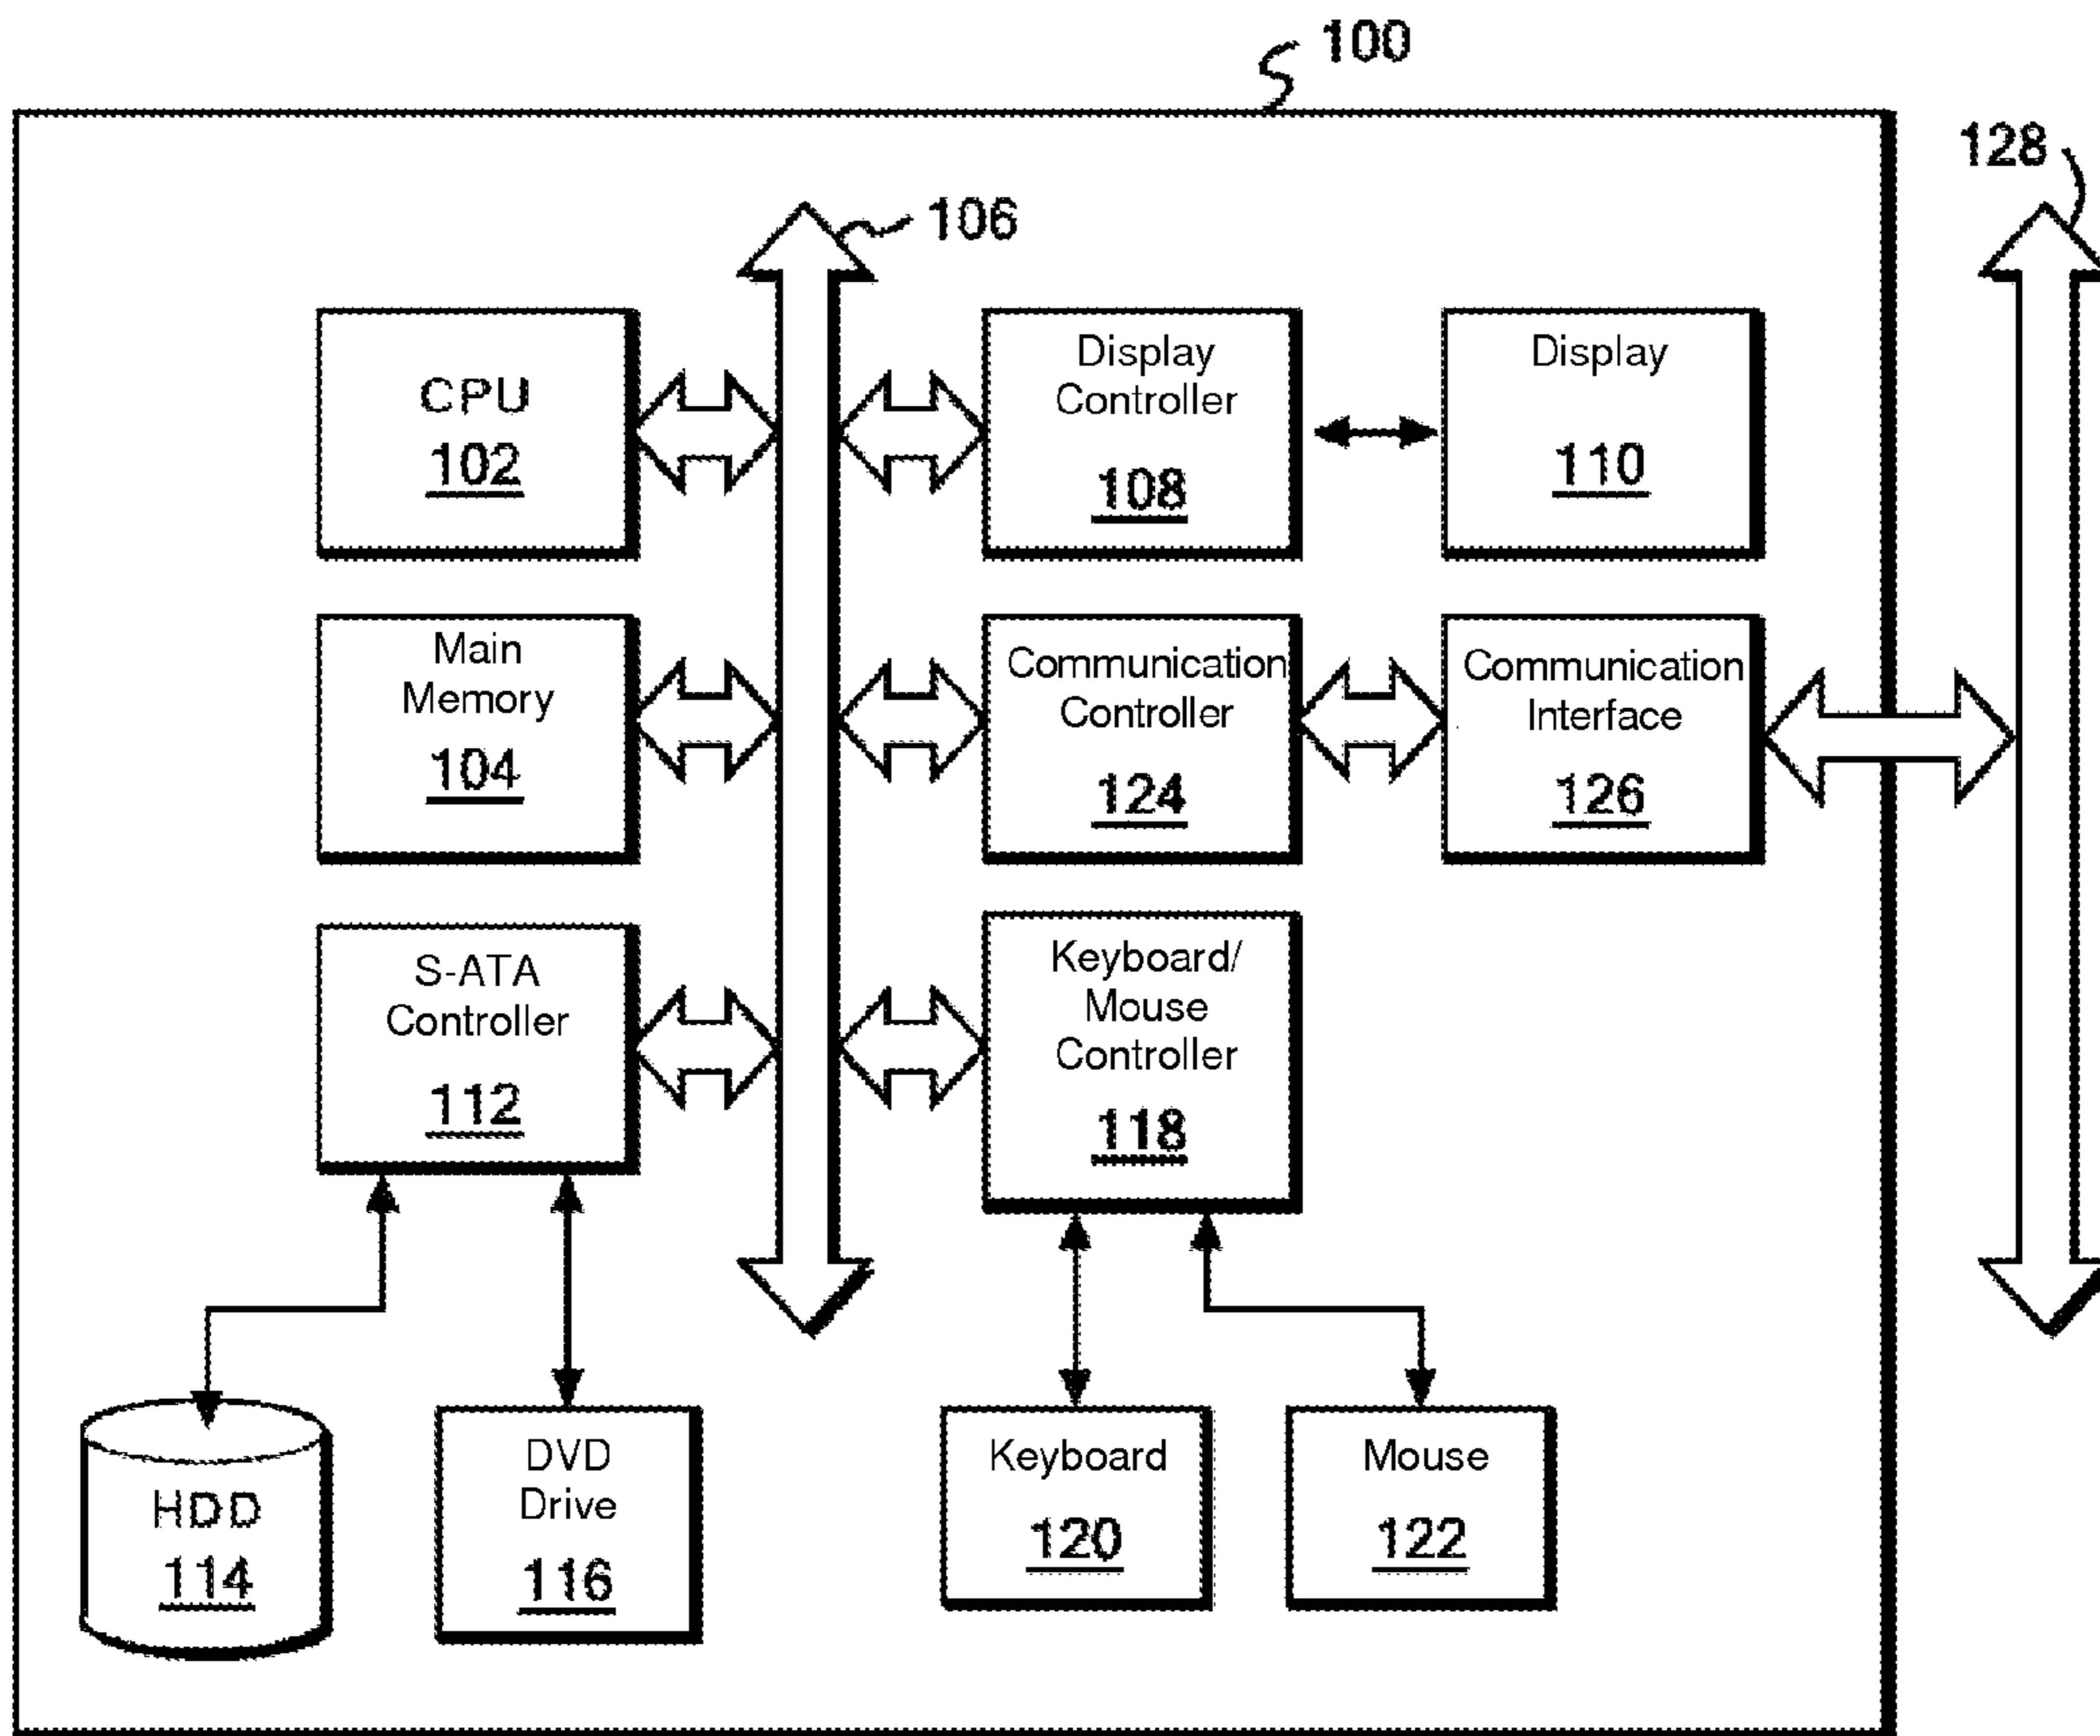 100
128
106
CPU
102
Display
Controller
108
Display
110
Main
Memory
104
Communication
Controller
124
Communication
Interface
126
S-ATA
Controller
112
Keyboard/
Mouse
Controller
118
HDD
114
DVD
Drive
116
Keyboard
120
Mouse
122